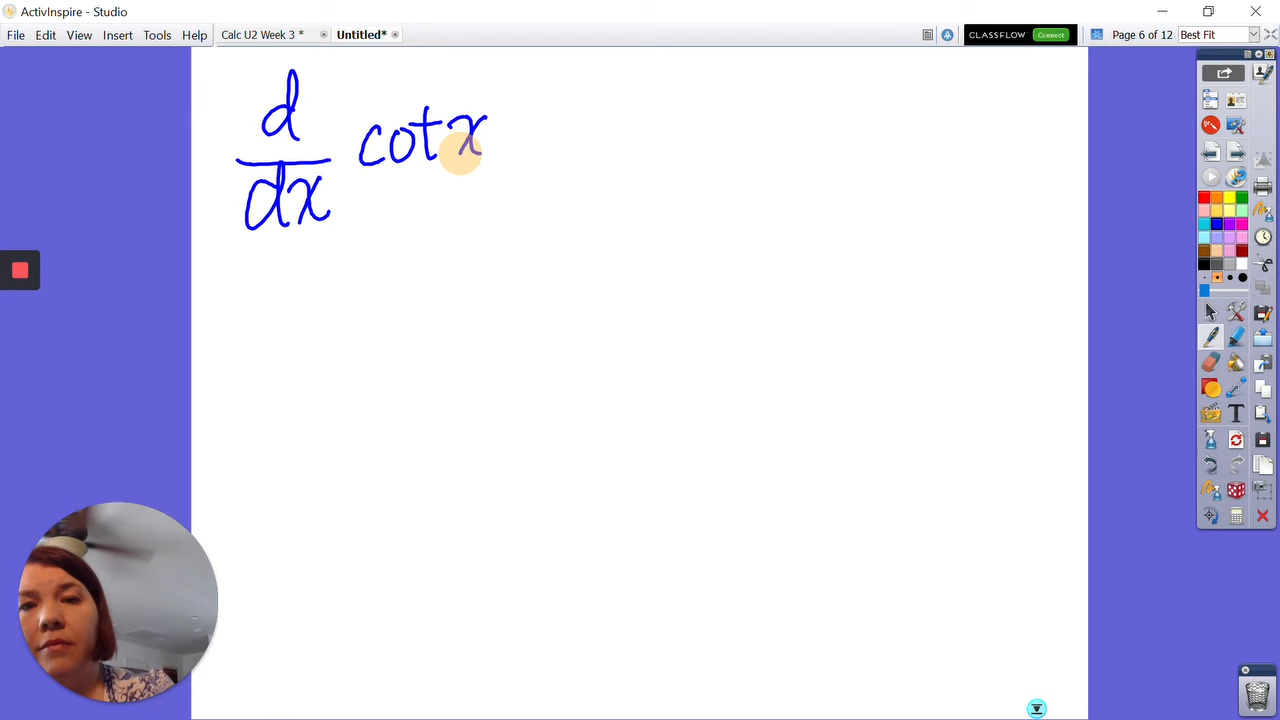 ActivInspire - Studio
File Edit View Insert Tools Help Calc U2 Week 3 * Untitled* CLASSFLOW Connect Page 6 of 12 Best Fit
d
cot x
dx
T